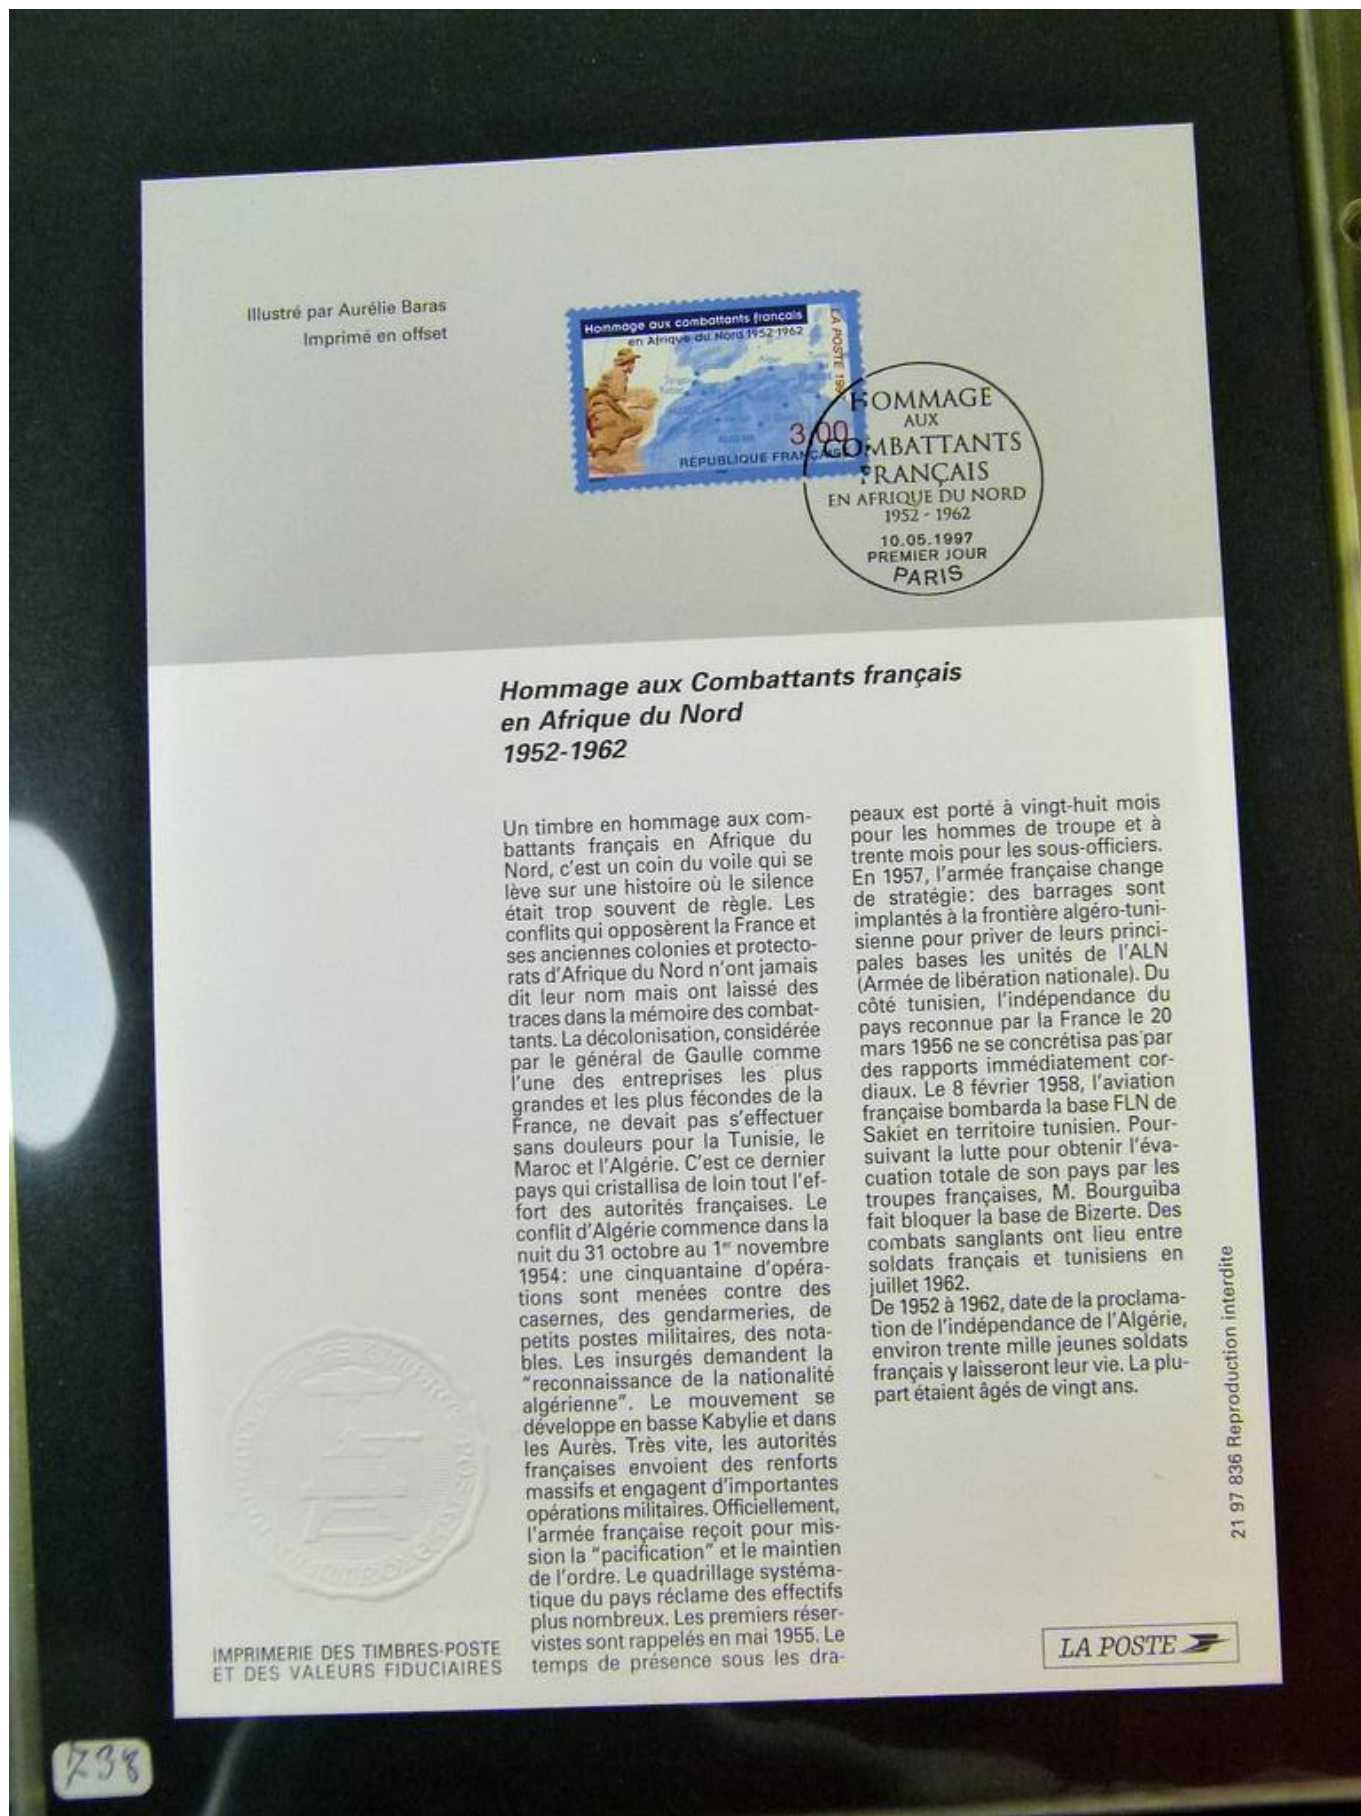 Illustré par Aurélie Baras
Imprimé en offset
Hommage aux combattants français
en Afrique du Nord 1952-1962
LA POSTE
3,00
RÉPUBLIQUE FRANÇAISE
HOMMAGE
AUX
COMBATTANTS
FRANÇAIS
EN AFRIQUE DU NORD
1952 - 1962
10.05.1997
PREMIER JOUR
PARIS
Hommage aux Combattants français
en Afrique du Nord
1952-1962
Un timbre en hommage aux com-
battants français en Afrique du
Nord, c'est un coin du voile qui se
lève sur une histoire où le silence
était trop souvent de règle. Les
conflits qui opposèrent la France et
ses anciennes colonies et protecto-
rats d'Afrique du Nord n'ont jamais
dit leur nom mais ont laissé des
traces dans la mémoire des combat-
tants. La décolonisation, considérée
par le général de Gaulle comme
l'une des entreprises les plus
grandes et les plus fécondes de la
France, ne devait pas s'effectuer
sans douleurs pour la Tunisie, le
Maroc et l'Algérie. C'est ce dernier
pays qui cristallisa de loin tout l'ef-
fort des autorités françaises. Le
conflit d'Algérie commence dans la
nuit du 31 octobre au 1er novembre
1954: une cinquantaine d'opéra-
tions sont menées contre des
casernes, des gendarmeries, de
petits postes militaires, des nota-
bles. Les insurgés demandent la
"reconnaissance de la nationalité
algérienne". Le mouvement se
développe en basse Kabylie et dans
les Aurès. Très vite, les autorités
françaises envoient des renforts
massifs et engagent d'importantes
opérations militaires. Officiellement,
l'armée française reçoit pour mis-
sion la "pacification" et le maintien
de l'ordre. Le quadrillage systéma-
tique du pays réclame des effectifs
plus nombreux. Les premiers réser-
vistes sont rappelés en mai 1955. Le
temps de présence sous les dra-
peaux est porté à vingt-huit mois
pour les hommes de troupe et à
trente mois pour les sous-officiers.
En 1957, l'armée française change
de stratégie: des barrages sont
implantés à la frontière algéro-tuni-
sienne pour priver de leurs princi-
pales bases les unités de l'ALN
(Armée de libération nationale). Du
côté tunisien, l'indépendance du
pays reconnue par la France le 20
mars 1956 ne se concrétisa pas par
des rapports immédiatement cor-
diaux. Le 8 février 1958, l'aviation
française bombarda la base FLN de
Sakiet en territoire tunisien. Pour-
suivant la lutte pour obtenir l'éva-
cuation totale de son pays par les
troupes françaises, M. Bourguiba
fait bloquer la base de Bizerte. Des
combats sanglants ont lieu entre
soldats français et tunisiens en
juillet 1962.
De 1952 à 1962, date de la proclama-
tion de l'indépendance de l'Algérie,
environ trente mille jeunes soldats
français y laisseront leur vie. La plu-
part étaient âgés de vingt ans.
21 97 836 Reproduction interdite
IMPRIMERIE DES TIMBRES-POSTE
ET DES VALEURS FIDUCIAIRES
LA POSTE
Z38